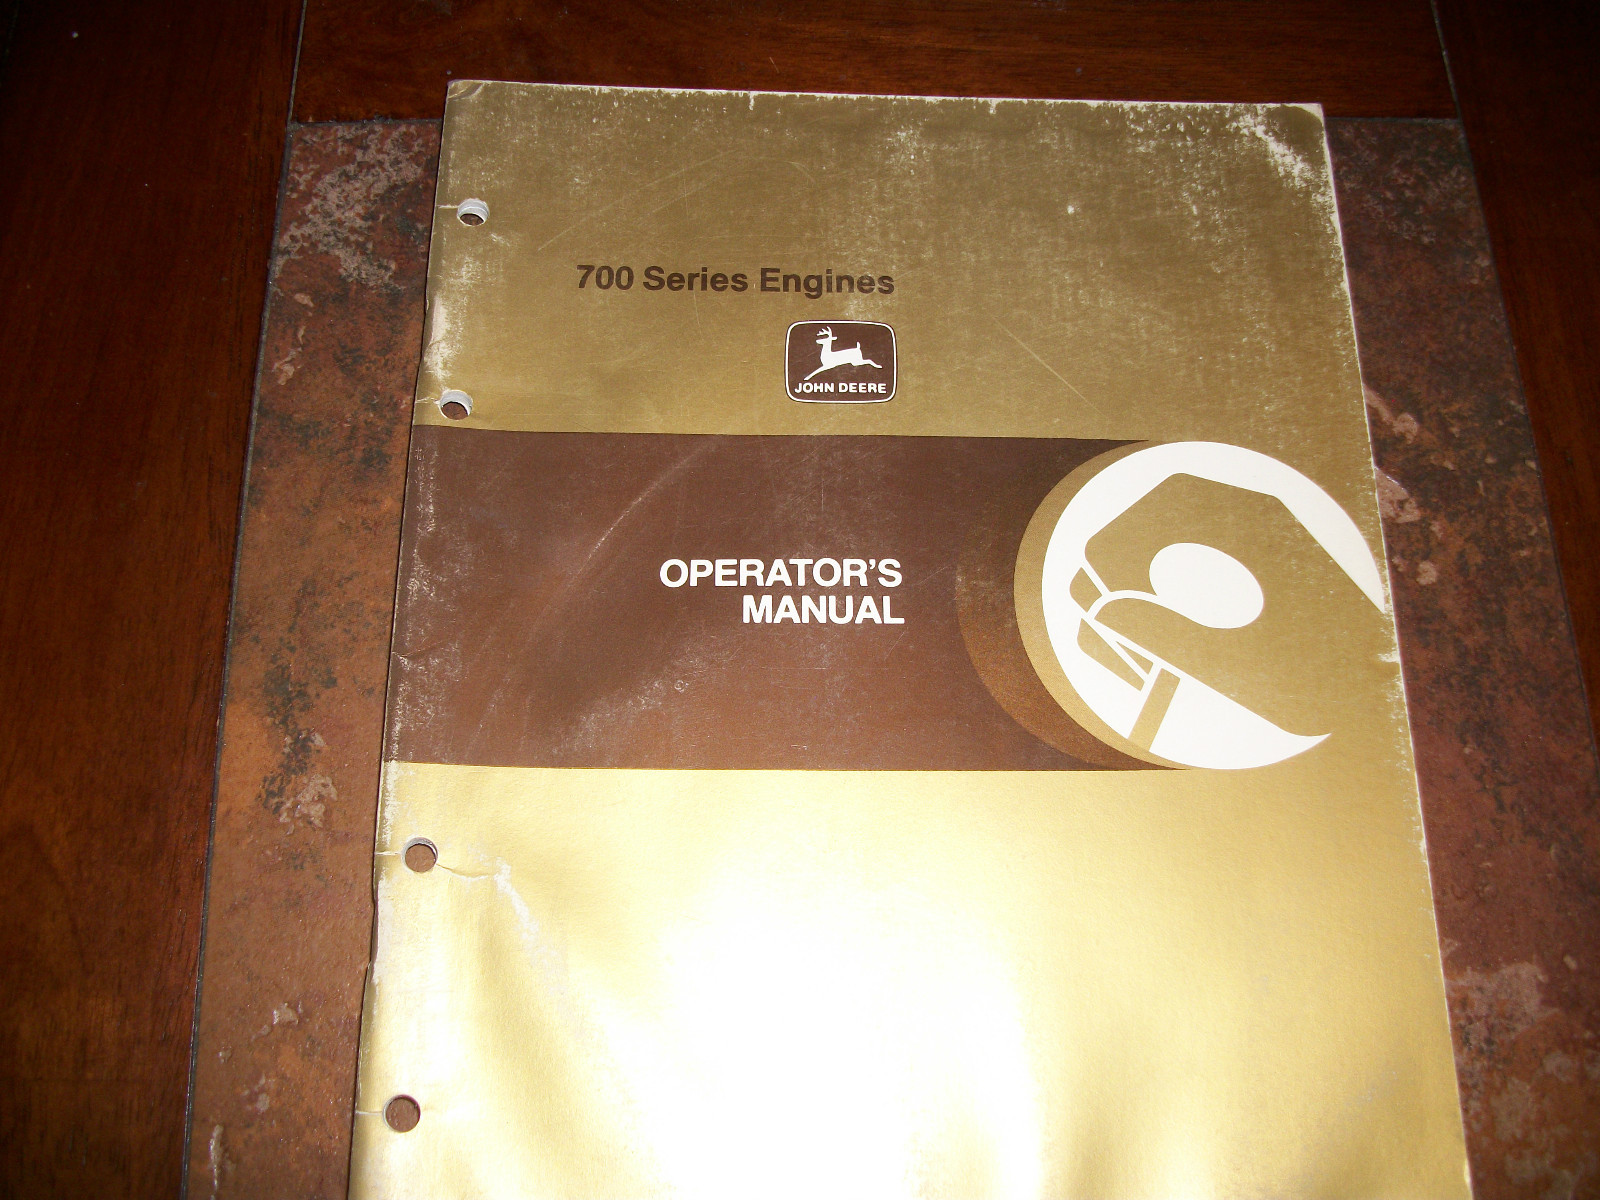 700 Series Engines
JOHN DEERE
OPERATOR'S
MANUAL